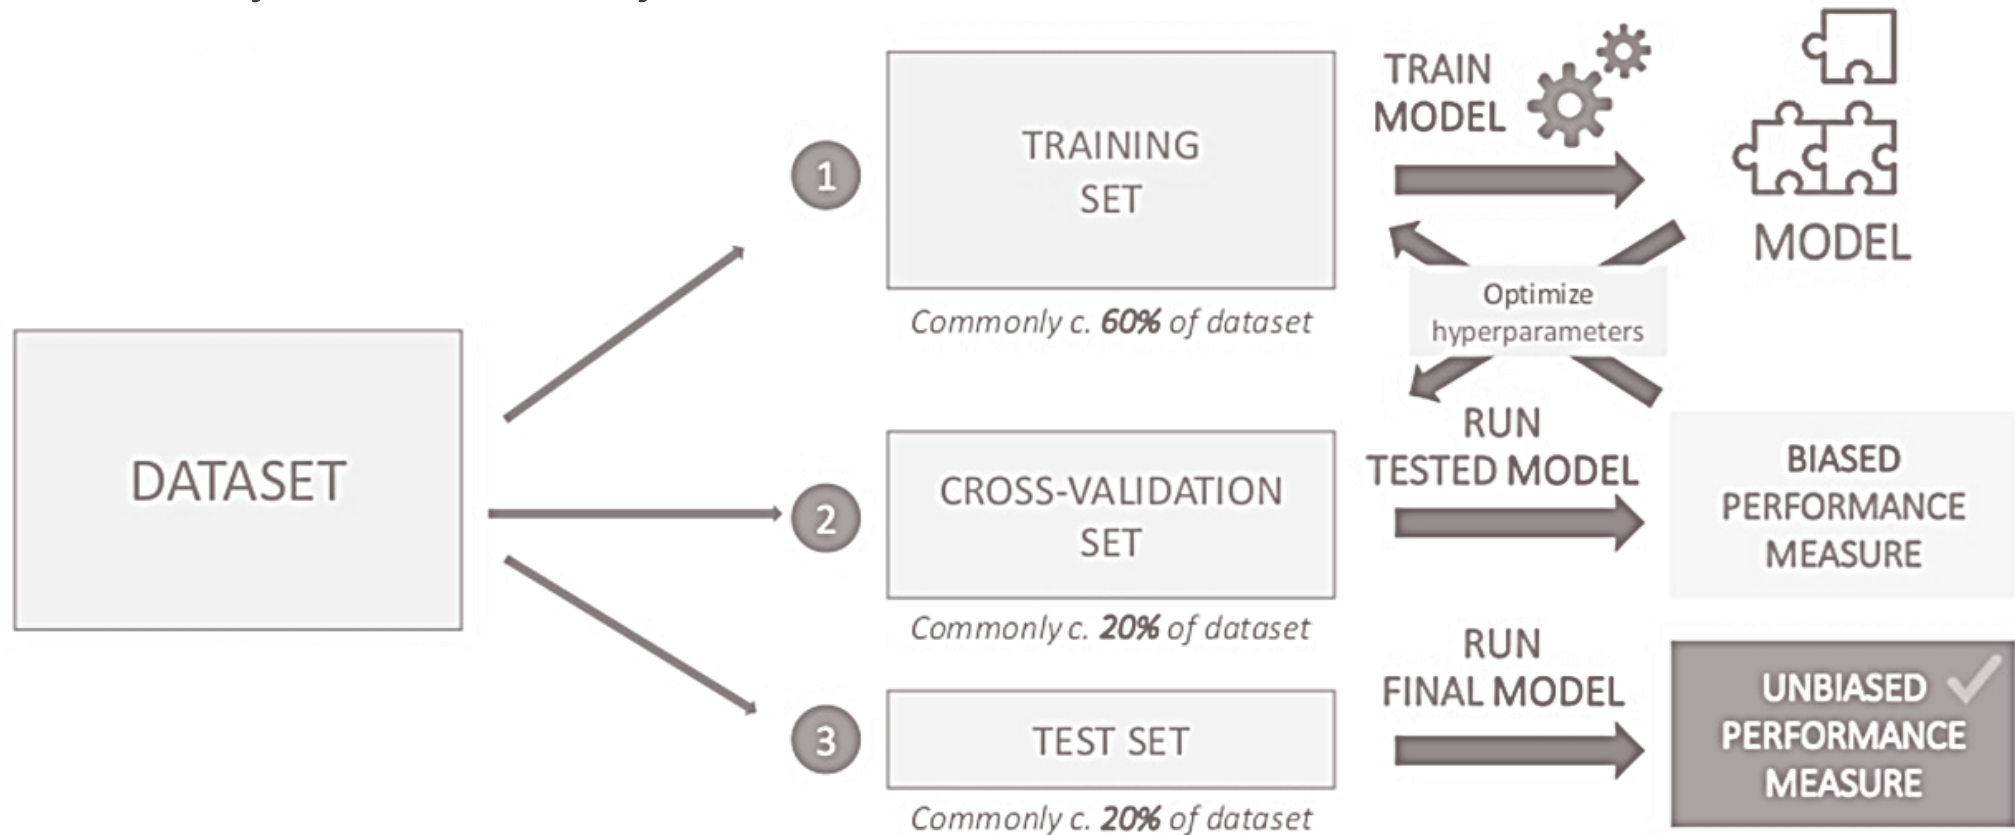 DATASET
1
TRAINING
SET
Commonly c. 60% of dataset
TRAIN
MODEL
MODEL
Optimize
hyperparameters
2
CROSS-VALIDATION
SET
Commonly c. 20% of dataset
RUN
TESTED MODEL
BIASED
PERFORMANCE
MEASURE
3
TEST SET
Commonly c. 20% of dataset
RUN
FINAL MODEL
UNBIASED
PERFORMANCE
MEASURE